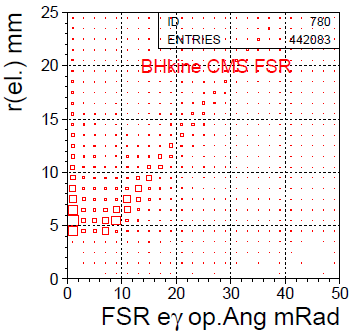 25
20
15
10
5
0
r(el.) mm
ID 780
ENTRIES 442083
BHkine CMS FSR
0 10 20 30 40 50
FSR eγ op.Ang mRad